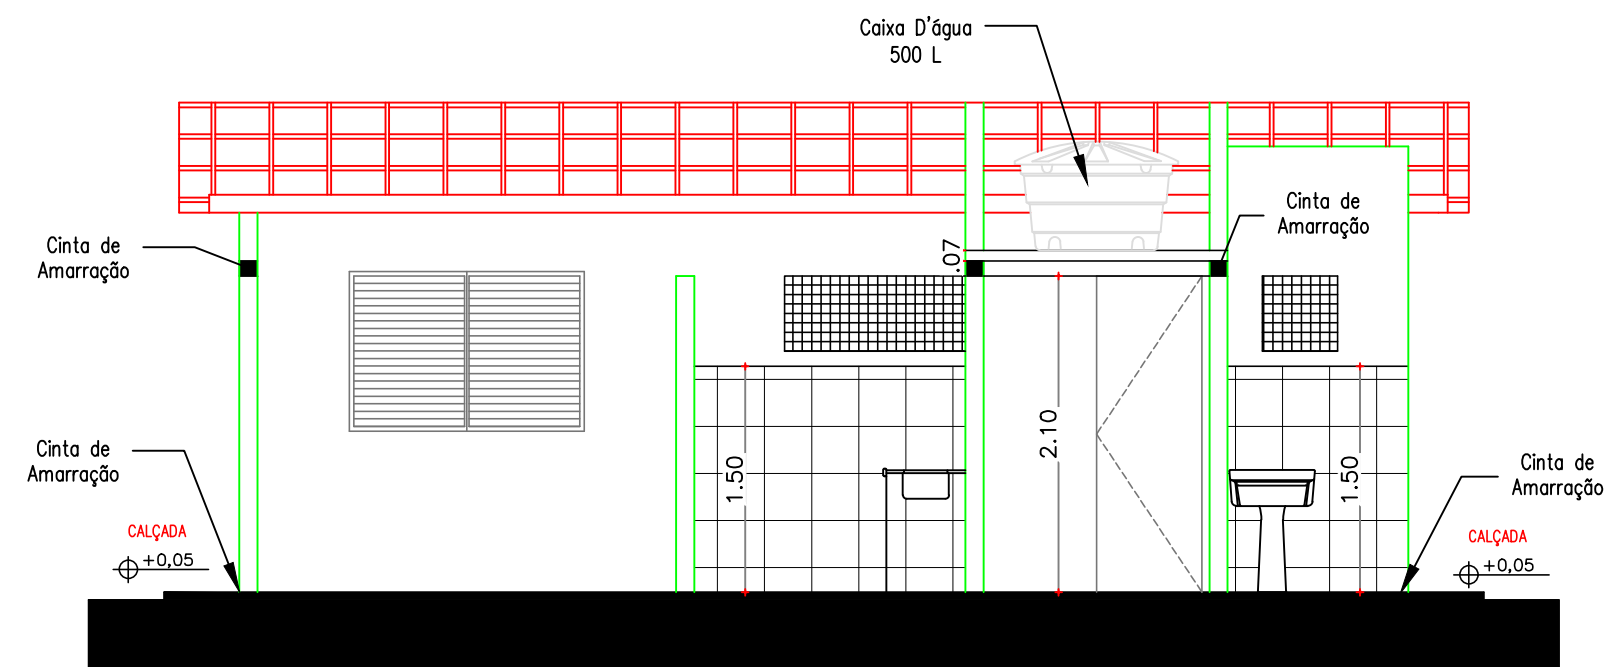 Caixa D'água
500 L
Cinta de
Amarração
Cinta de
Amarração
.07
2.10
1.50
1.50
Cinta de
Amarração
Cinta de
Amarração
CALÇADA
+0,05
CALÇADA
+0,05